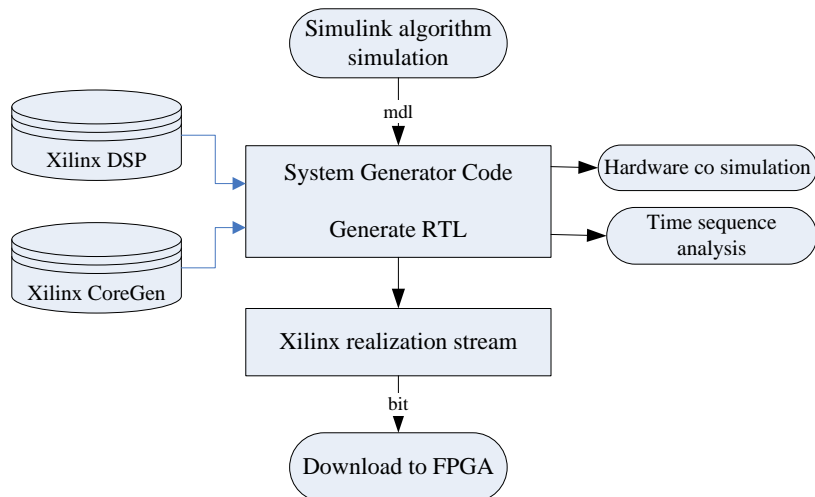 Simulink algorithm
simulation
mdl
Xilinx DSP
System Generator Code
Generate RTL
Hardware co simulation
Time sequence
analysis
Xilinx CoreGen
Xilinx realization stream
bit
Download to FPGA